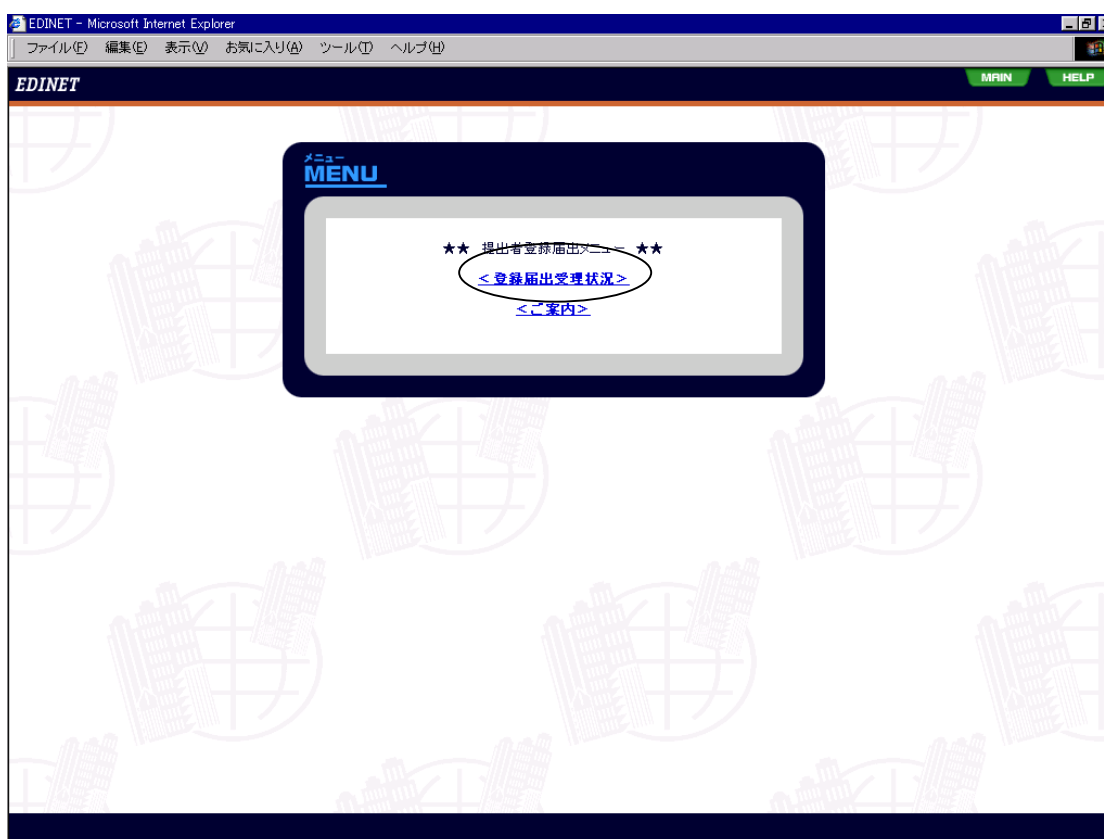 EDINET - Microsoft Internet Explorer
ファイル(F) 編集(E) 表示(V) お気に入り(A) ツール(T) ヘルプ(H)
EDINET
MAIN HELP
メニュー
MENU
★★ 提出者登録届出メニュー ★★
＜登録届出受理状況＞
＜ご案内＞